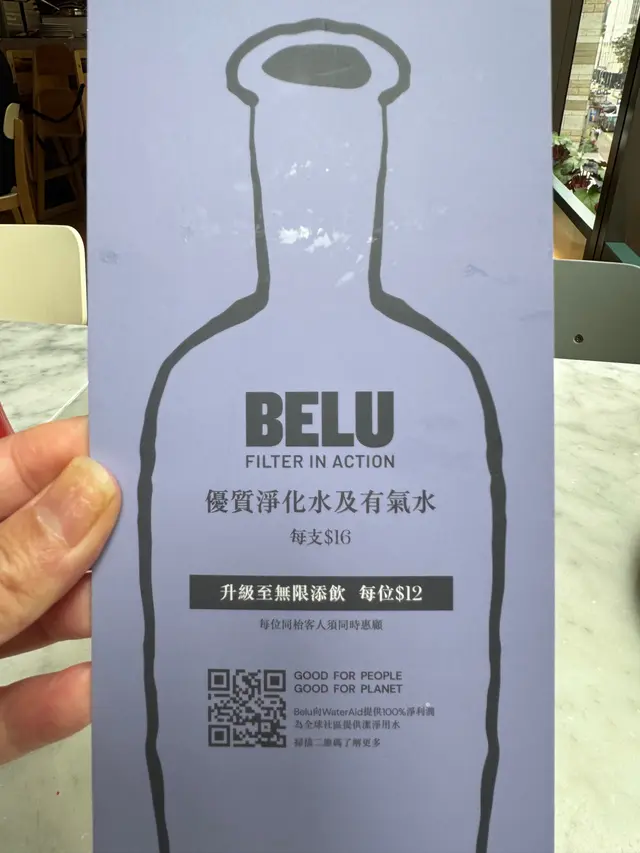 BELU
FILTER IN ACTION
優質淨化水及有氣水
每支$16
升級至無限添飲 每位$12
每位同枱客人須同時惠顧
GOOD FOR PEOPLE
GOOD FOR PLANET
Belu向WaterAid提供100%淨利潤
為全球社區提供潔淨用水
掃描二維碼了解更多